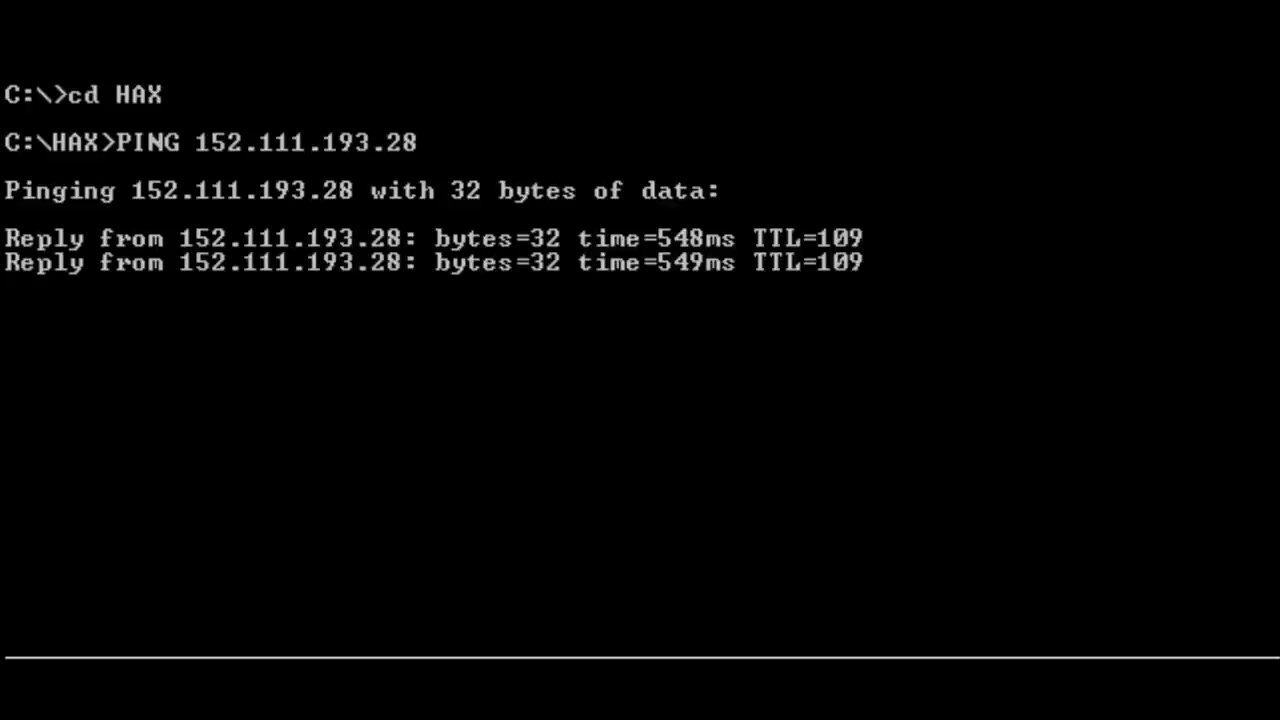 C:\>cd HAX
C:\HAX>PING 152.111.193.28
Pinging 152.111.193.28 with 32 bytes of data:
Reply from 152.111.193.28: bytes=32 time=548ms TTL=109
Reply from 152.111.193.28: bytes=32 time=549ms TTL=109